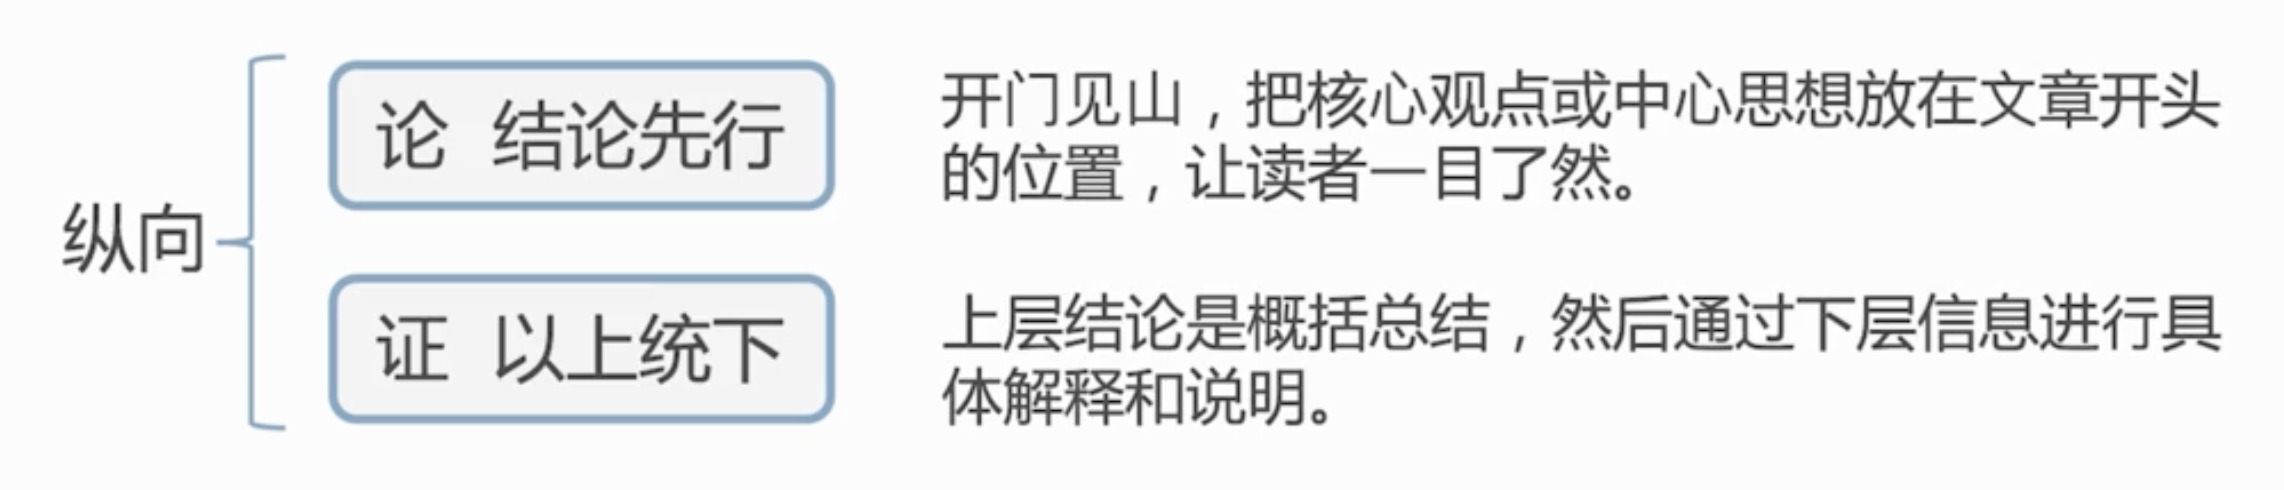 纵向
论 结论先行
开门见山，把核心观点或中心思想放在文章开头
的位置，让读者一目了然。
证 以上统下
上层结论是概括总结，然后通过下层信息进行具
体解释和说明。